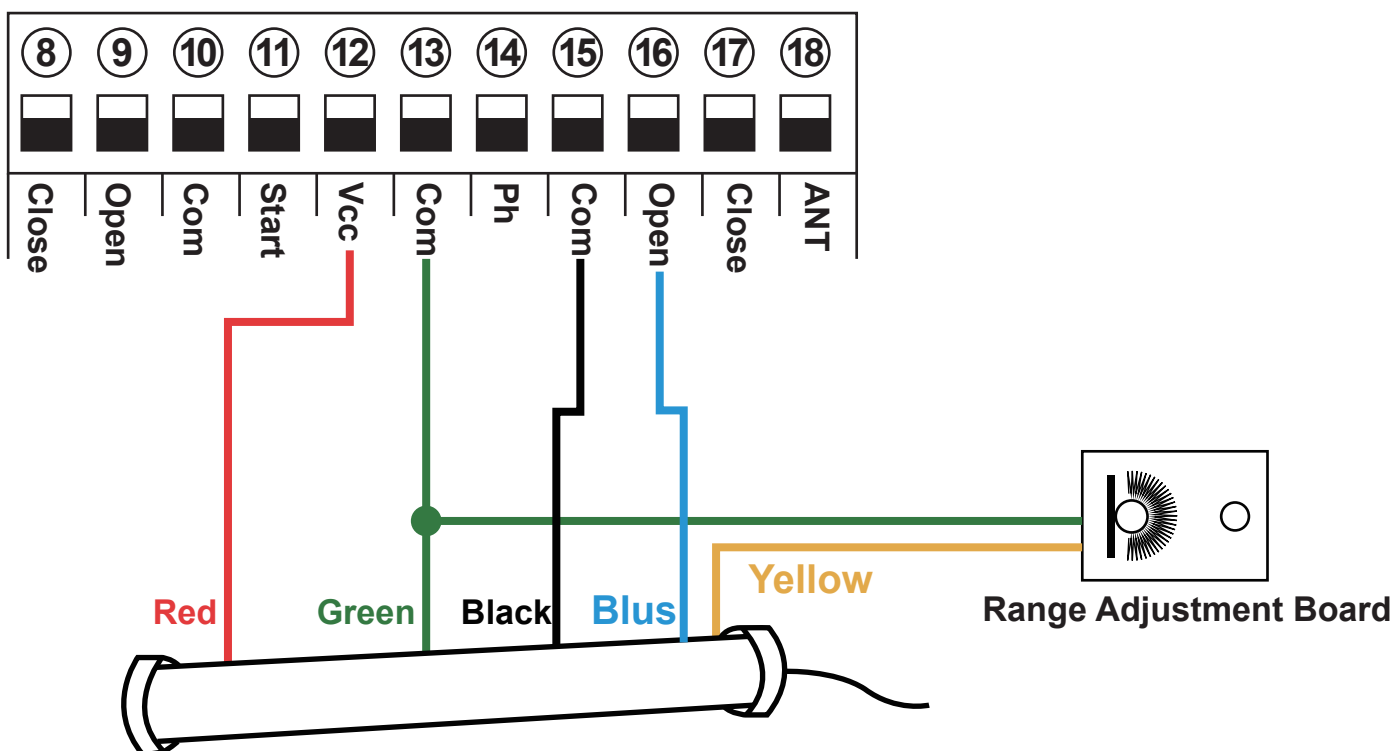 8 9 10 11 12 13 14 15 16 17 18
Close Open Com Start Vcc Com Ph Com Open Close ANT
Yellow
Red Green Black Blus
Range Adjustment Board